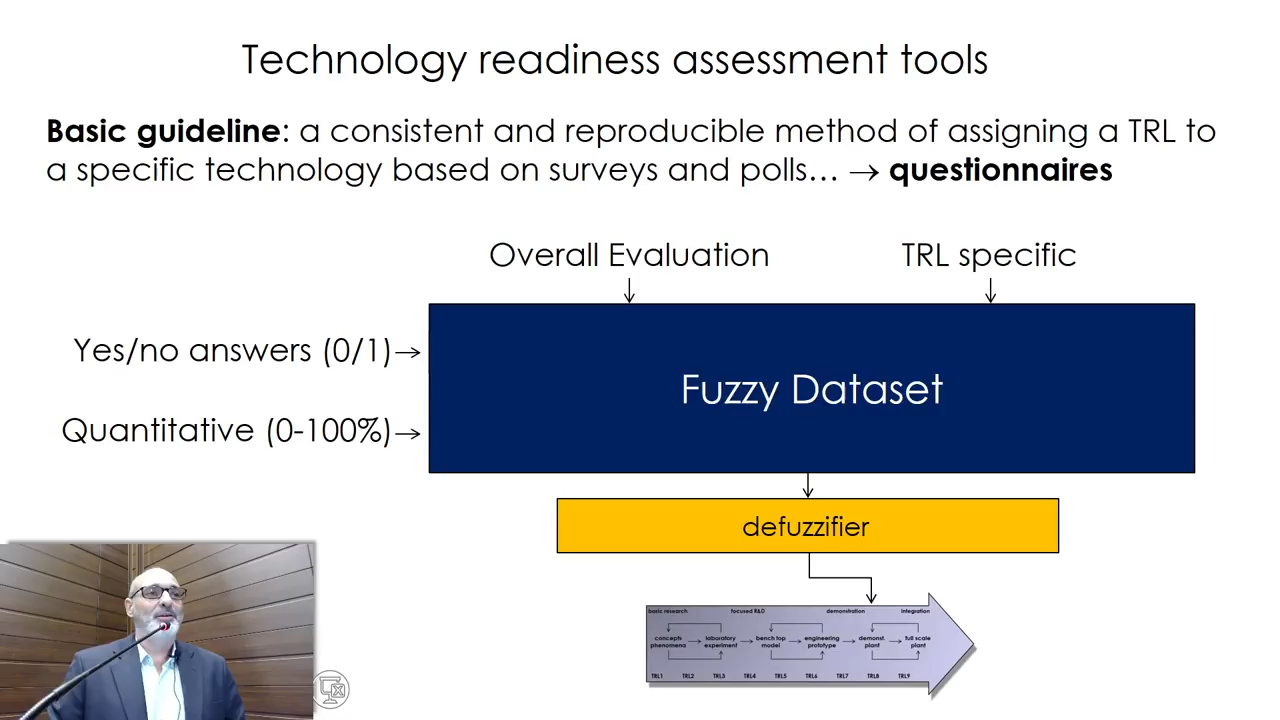 Technology readiness assessment tools
Basic guideline: a consistent and reproducible method of assigning a TRL to
a specific technology based on surveys and polls… → questionnaires
Overall Evaluation
TRL specific
Yes/no answers (0/1)
Fuzzy Dataset
Quantitative (0-100%)
defuzzifier
basic research
focused R&D
demonstration
integration
concepts
phenomena
laboratory
experiment
bench top
model
engineering
prototype
demonst.
plant
full scale
plant
TRL1 TRL2 TRL3 TRL4 TRL5 TRL6 TRL7 TRL8 TRL9